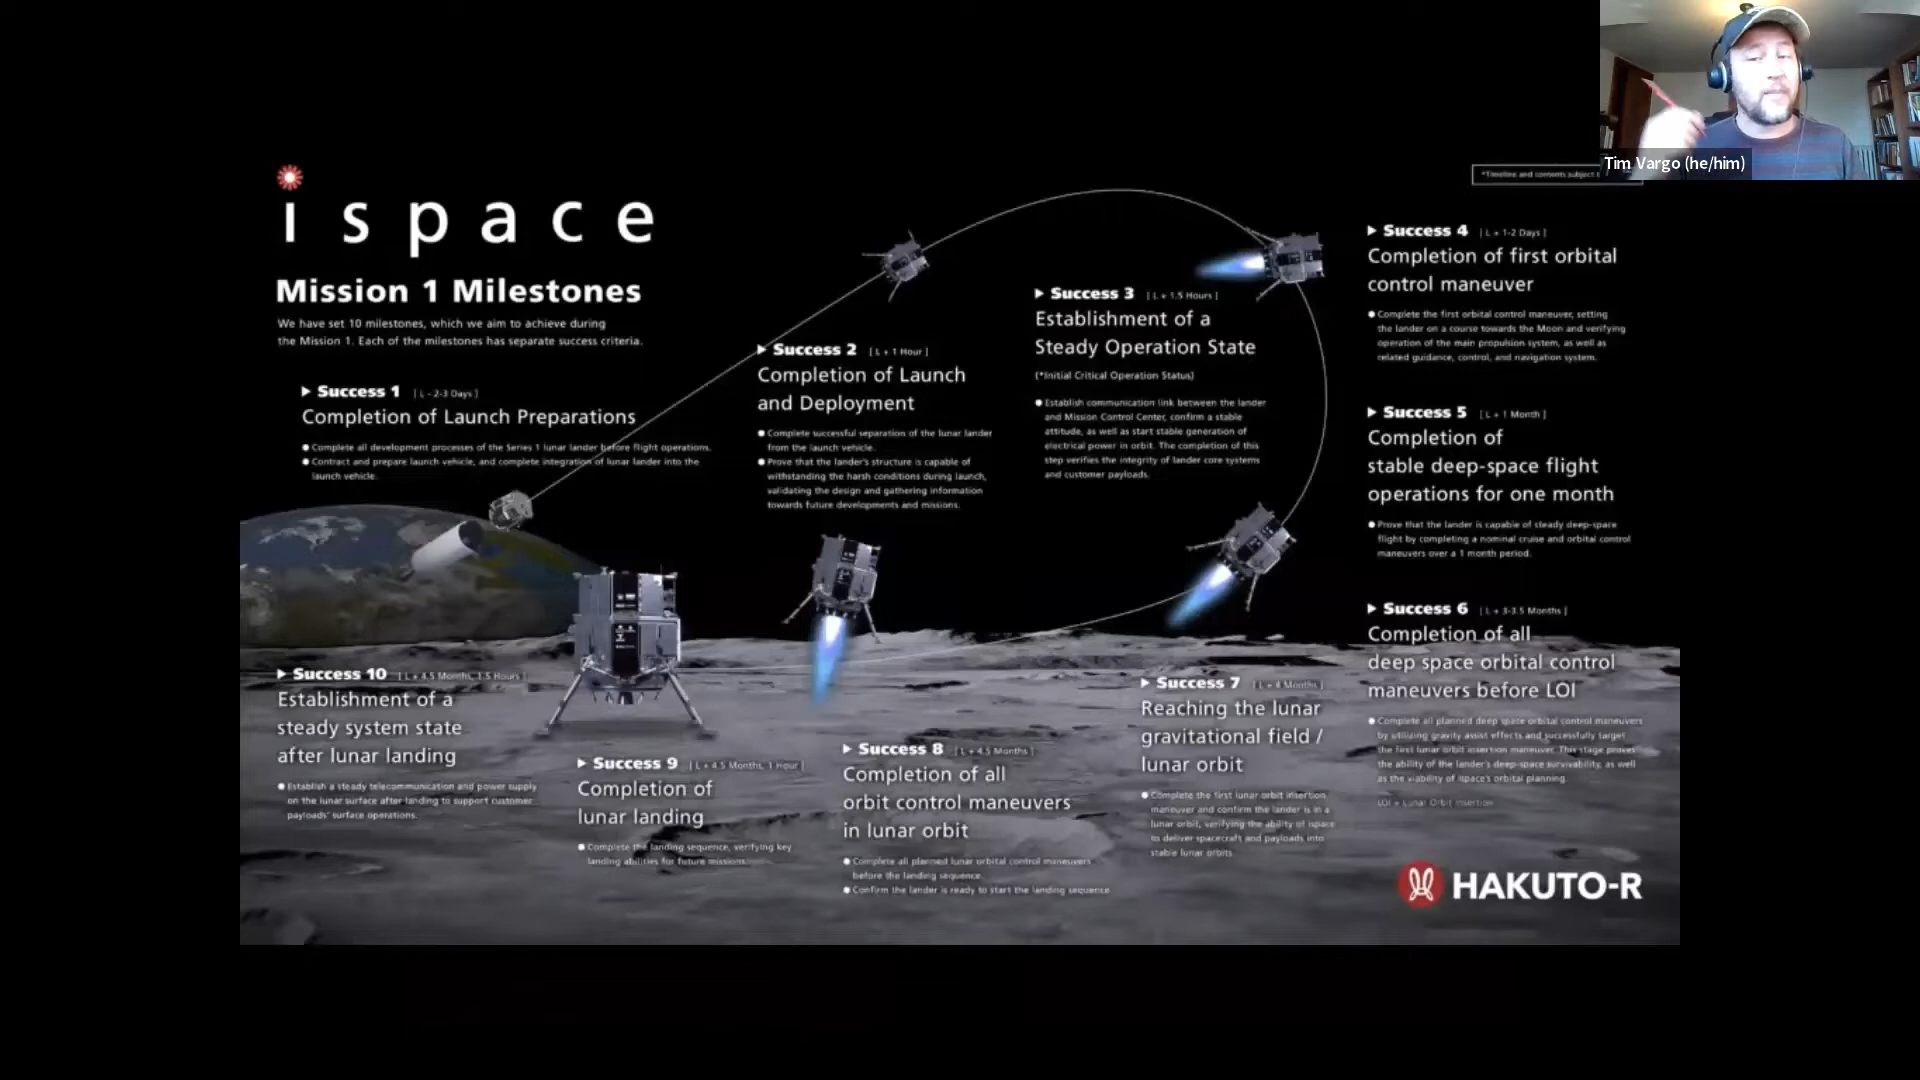 ispace
Mission 1 Milestones
We have set 10 milestones, which we aim to achieve during
the Mission 1. Each of the milestones has separate success criteria.
Success 1 [ L - 2-3 Days ]
Completion of Launch Preparations
Complete all development processes of the Series 1 lunar lander before flight operations.
Contract and prepare launch vehicle, and complete integration of lunar lander into the
launch vehicle.
Success 2 [ L + 1 Hour ]
Completion of Launch
and Deployment
Complete successful separation of the lunar lander
from the launch vehicle.
Prove that the lander's structure is capable of
withstanding the harsh conditions during launch,
validating the design and gathering information
towards future developments and missions.
Success 3 [ L + 1.5 Hours ]
Establishment of a
Steady Operation State
(*Initial Critical Operation Status)
Establish communication link between the lander
and Mission Control Center, confirm a stable
attitude, as well as start stable generation of
electrical power in orbit. The completion of this
step verifies the integrity of lander core systems
and customer payloads.
*Timeline and contents subject
Tim Vargo (he/him)
Success 4 [ L + 1-2 Days ]
Completion of first orbital
control maneuver
Complete the first orbital control maneuver, setting
the lander on a course towards the Moon and verifying
operation of the main propulsion system, as well as
related guidance, control, and navigation system.
Success 5 [ L + 1 Month ]
Completion of
stable deep-space flight
operations for one month
Prove that the lander is capable of steady deep-space
flight by completing a nominal cruise and orbital control
maneuvers over a 1 month period.
Success 6 [ L + 3-3.5 Months ]
Completion of all
deep space orbital control
maneuvers before LOI
Complete all planned deep space orbital control maneuvers
by utilizing gravity assist effects and successfully target
the first lunar orbit insertion maneuver. This stage proves
the ability of the lander's deep-space survivability, as well
as the viability of ispace's orbital planning.
LOI = Lunar Orbit Insertion
Success 7 [ L + 4 Months ]
Reaching the lunar
gravitational field /
lunar orbit
Complete the first lunar orbit insertion
maneuver and confirm the lander is in a
lunar orbit, verifying the ability of ispace
to deliver spacecraft and payloads into
stable lunar orbits.
Success 8 [ L + 4.5 Months ]
Completion of all
orbit control maneuvers
in lunar orbit
Complete all planned lunar orbital control maneuvers
before the landing sequence.
Confirm the lander is ready to start the landing sequence.
Success 9 [ L + 4.5 Months, 1 Hour ]
Completion of
lunar landing
Complete the landing sequence, verifying key
landing abilities for future missions.
Success 10 [ L + 4.5 Months, 1.5 Hours ]
Establishment of a
steady system state
after lunar landing
Establish a steady telecommunication and power supply
on the lunar surface after landing to support customer
payloads' surface operations.
HAKUTO-R